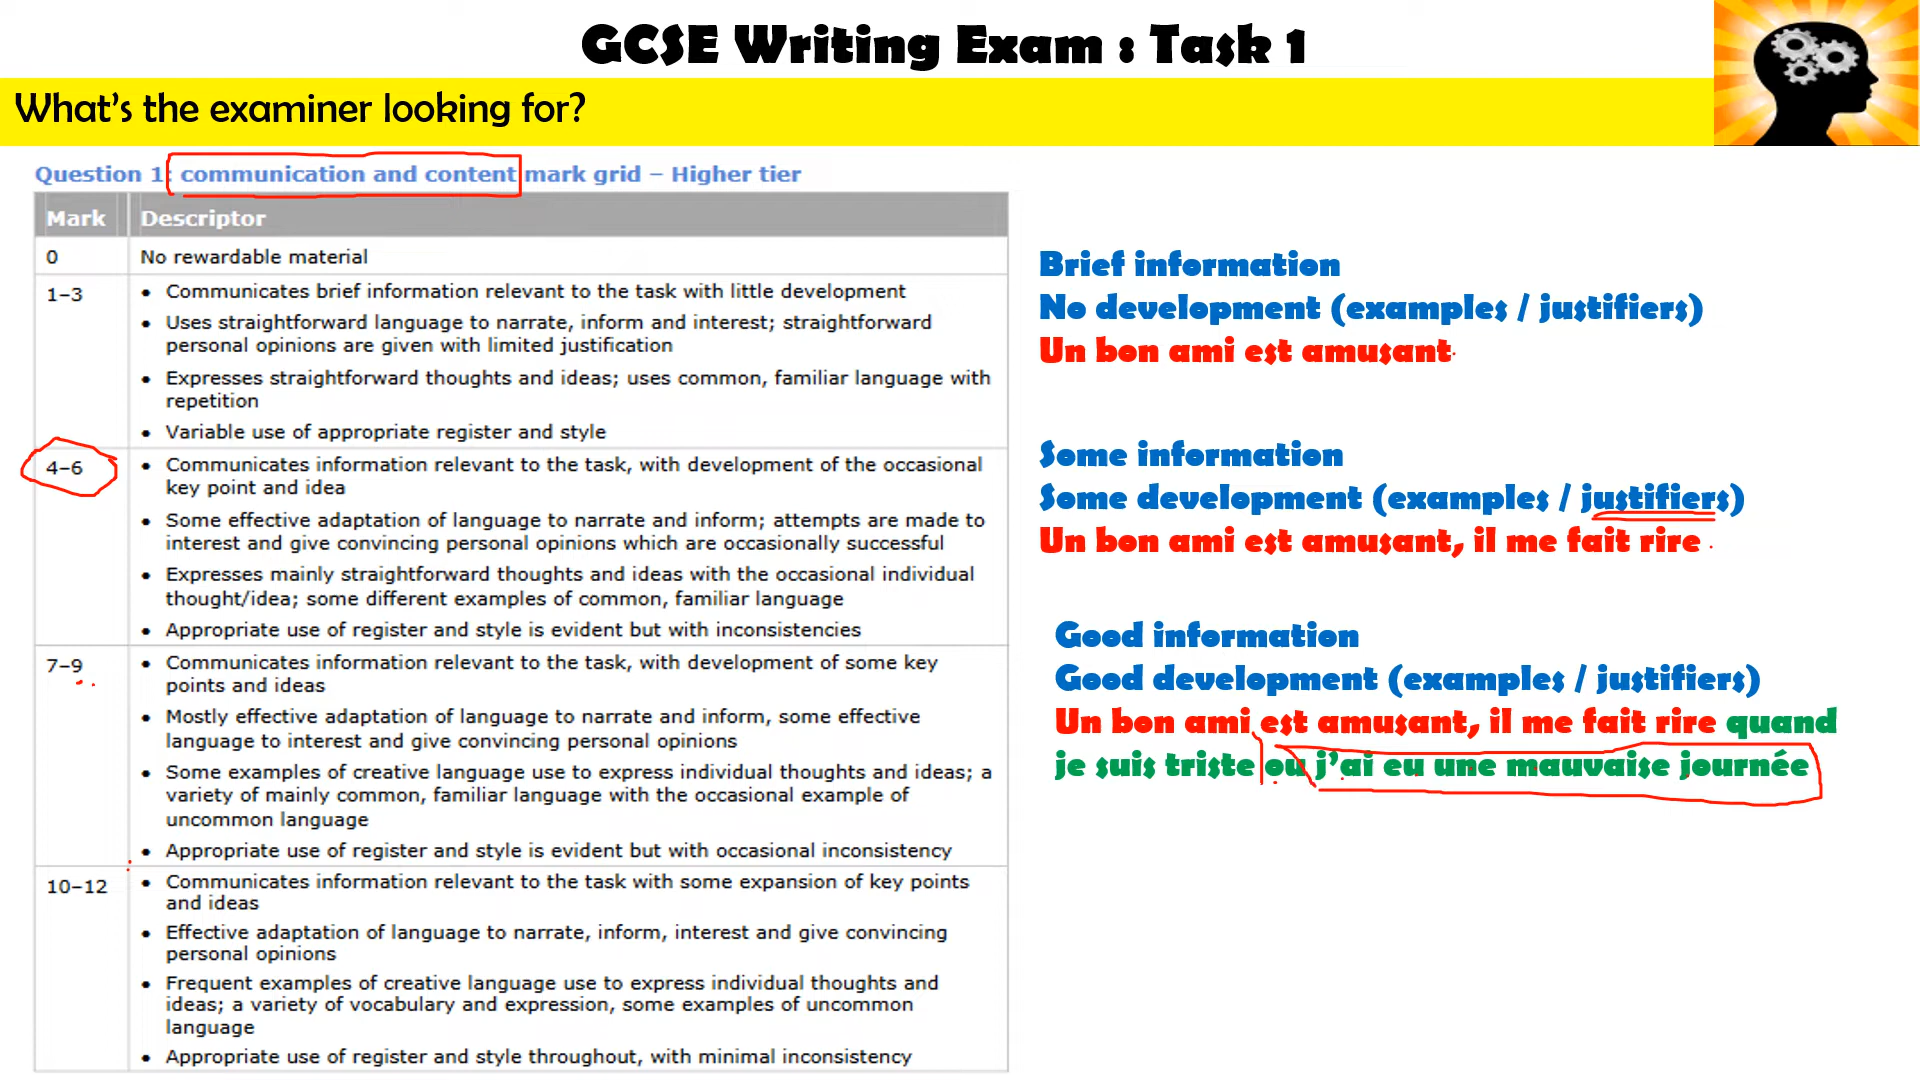 GCSE Writing Exam : Task 1
What's the examiner looking for?
Question 1: communication and content mark grid – Higher tier
Mark Descriptor
0 No rewardable material
1–3 • Communicates brief information relevant to the task with little development
• Uses straightforward language to narrate, inform and interest; straightforward
personal opinions are given with limited justification
• Expresses straightforward thoughts and ideas; uses common, familiar language with
repetition
• Variable use of appropriate register and style
4–6 • Communicates information relevant to the task, with development of the occasional
key point and idea
• Some effective adaptation of language to narrate and inform; attempts are made to
interest and give convincing personal opinions which are occasionally successful
• Expresses mainly straightforward thoughts and ideas with the occasional individual
thought/idea; some different examples of common, familiar language
• Appropriate use of register and style is evident but with inconsistencies
7–9 • Communicates information relevant to the task, with development of some key
points and ideas
• Mostly effective adaptation of language to narrate and inform, some effective
language to interest and give convincing personal opinions
• Some examples of creative language use to express individual thoughts and ideas; a
variety of mainly common, familiar language with the occasional example of
uncommon language
• Appropriate use of register and style is evident but with occasional inconsistency
10–12 • Communicates information relevant to the task with some expansion of key points
and ideas
• Effective adaptation of language to narrate, inform, interest and give convincing
personal opinions
• Frequent examples of creative language use to express individual thoughts and
ideas; a variety of vocabulary and expression, some examples of uncommon
language
• Appropriate use of register and style throughout, with minimal inconsistency
Brief information
No development (examples / justifiers)
Un bon ami est amusant
Some information
Some development (examples / justifiers)
Un bon ami est amusant, il me fait rire
Good information
Good development (examples / justifiers)
Un bon ami est amusant, il me fait rire quand
je suis triste ou j'ai eu une mauvaise journée